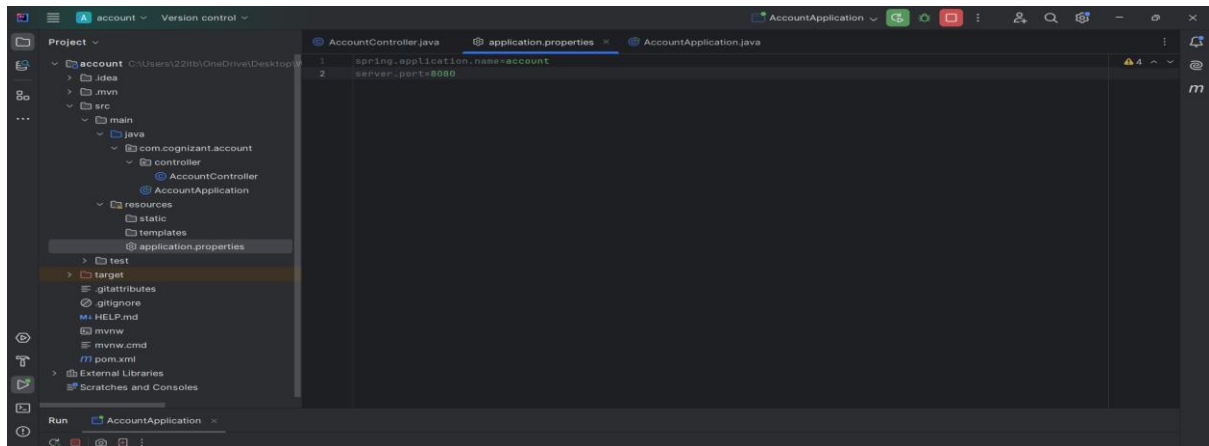 A account Version control AccountApplication
Project AccountController.java application.properties AccountApplication.java
account C:\Users\22itb\OneDrive\Desktop\W
1 spring.application.name=account 4
2 server.port=8080
.idea
.mvn
src
main
java
com.cognizant.account
controller
AccountController
AccountApplication
resources
static
templates
application.properties
test
target
.gitattributes
.gitignore
M↓ HELP.md
mvnw
mvnw.cmd
m pom.xml
External Libraries
Scratches and Consoles
Run AccountApplication